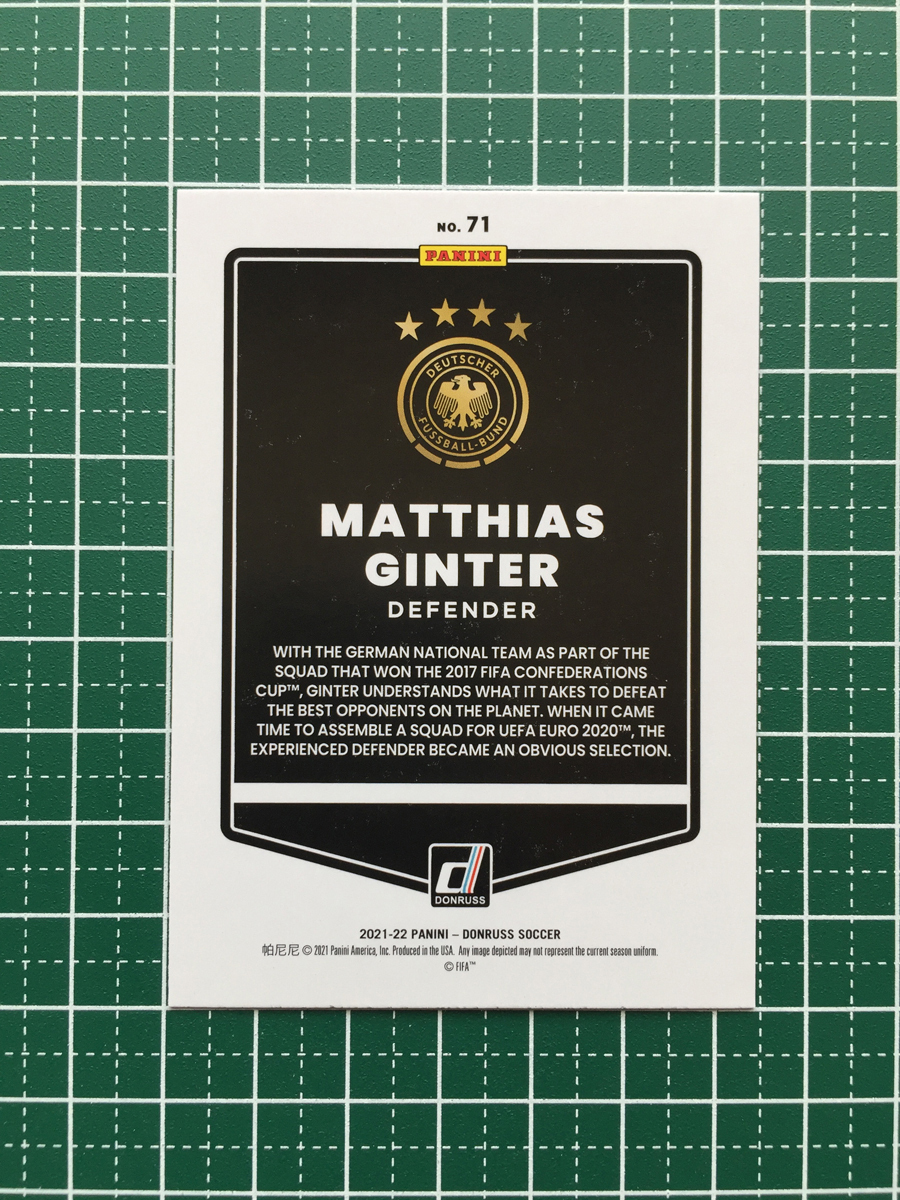 NO. 71
PANINI
DEUTSCHER
FUSSBALL-BUND
MATTHIAS
GINTER
DEFENDER
WITH THE GERMAN NATIONAL TEAM AS PART OF THE
SQUAD THAT WON THE 2017 FIFA CONFEDERATIONS
CUP™, GINTER UNDERSTANDS WHAT IT TAKES TO DEFEAT
THE BEST OPPONENTS ON THE PLANET. WHEN IT CAME
TIME TO ASSEMBLE A SQUAD FOR UEFA EURO 2020™, THE
EXPERIENCED DEFENDER BECAME AN OBVIOUS SELECTION.
d
DONRUSS
2021-22 PANINI – DONRUSS SOCCER
帕尼尼 © 2021 Panini America, Inc. Produced in the USA. Any image depicted may not represent the current season uniform.
© FIFA™